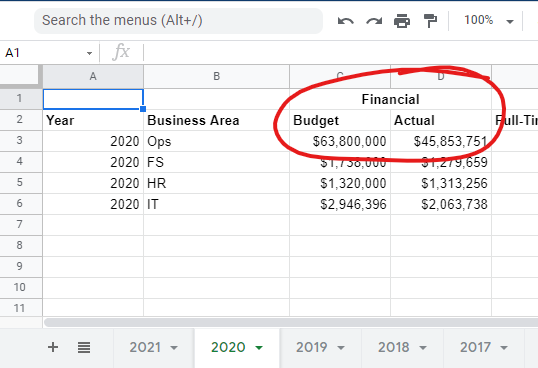 Search the menus (Alt+/) 100%
A1 fx
A B C D
1 Financial
2 Year Business Area Budget Actual Full-Ti
3 2020 Ops $63,800,000 $45,853,751
4 2020 FS $1,738,000 $1,279,659
5 2020 HR $1,320,000 $1,313,256
6 2020 IT $2,946,396 $2,063,738
7
8
9
10
11
2021 2020 2019 2018 2017